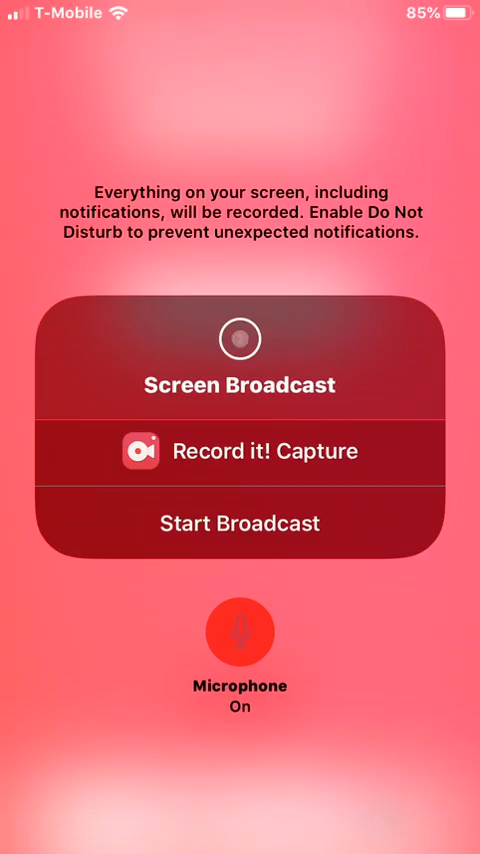 T-Mobile 85%
Everything on your screen, including
notifications, will be recorded. Enable Do Not
Disturb to prevent unexpected notifications.
Screen Broadcast
Record it! Capture
Start Broadcast
Microphone
On